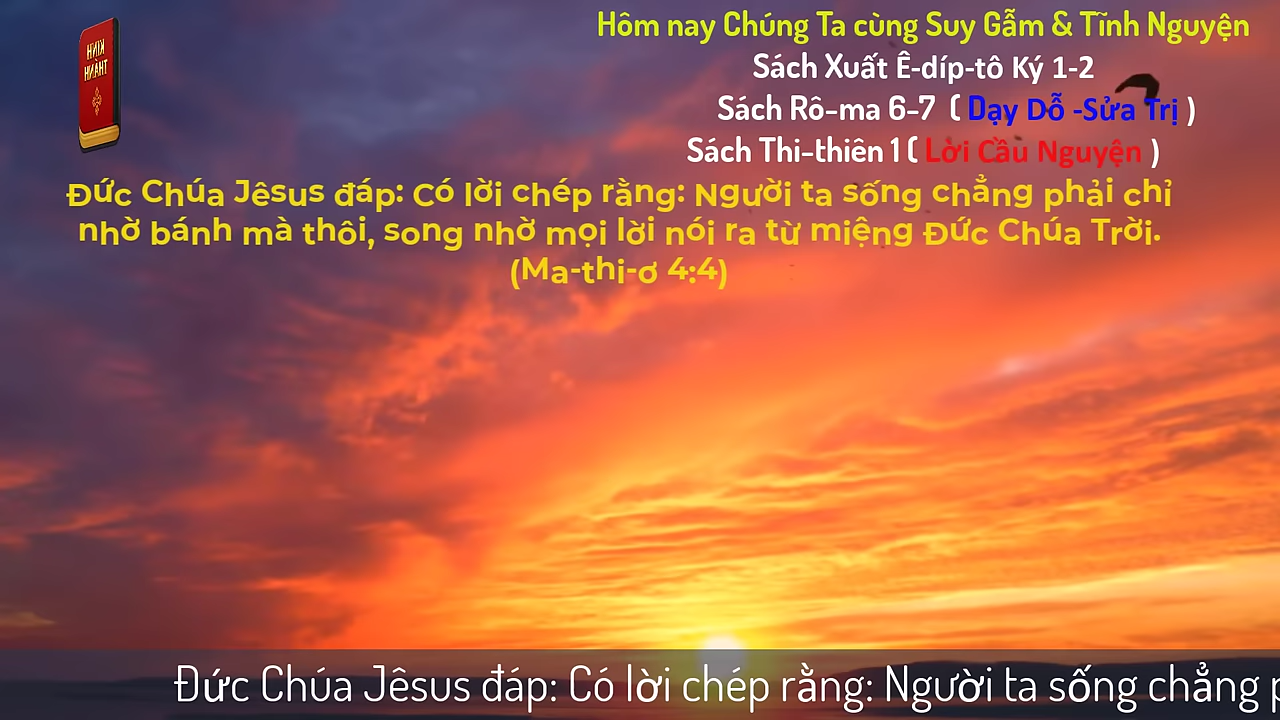 KINH
THÁNH
Hôm nay Chúng Ta cùng Suy Gẫm & Tĩnh Nguyện
Sách Xuất Ê-díp-tô Ký 1-2
Sách Rô-ma 6-7 ( Dạy Dỗ -Sửa Trị )
Sách Thi-thiên 1 ( Lời Cầu Nguyện )
Đức Chúa Jêsus đáp: Có lời chép rằng: Người ta sống chẳng phải chỉ
nhờ bánh mà thôi, song nhờ mọi lời nói ra từ miệng Đức Chúa Trời.
(Ma-thi-ơ 4:4)
Đức Chúa Jêsus đáp: Có lời chép rằng: Người ta sống chẳng p